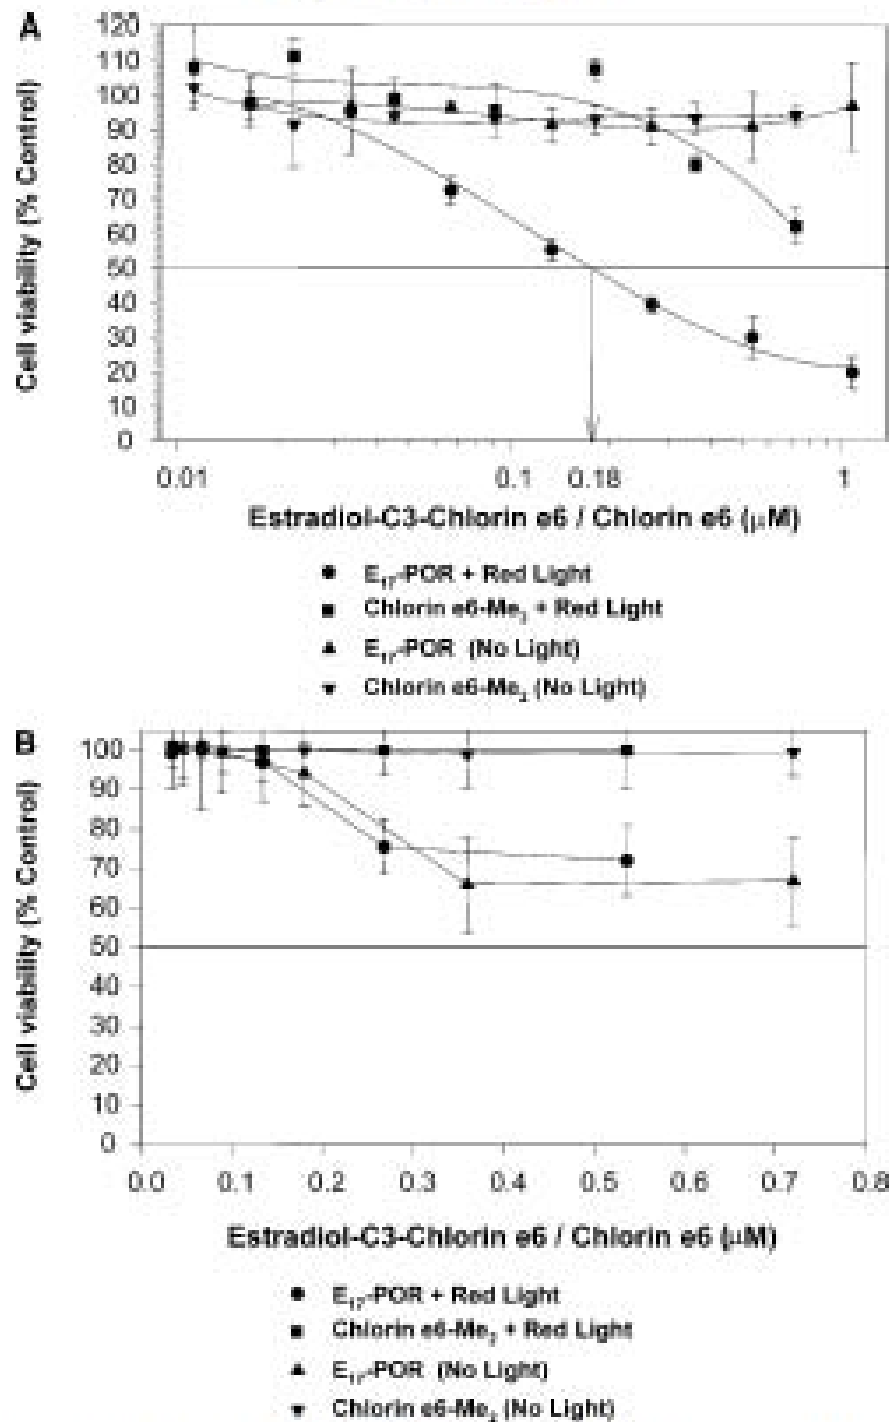 A
Cell viability (% Control)
120
110
100
90
80
70
60
50
40
30
20
10
0
0.01
0.1
0.18
1
Estradiol-C3-Chlorin e6 / Chlorin e6 (μM)
E₁₇-POR + Red Light
Chlorin e6-Me₃ + Red Light
E₁₇-POR (No Light)
Chlorin e6-Me₃ (No Light)
B
Cell viability (% Control)
100
90
80
70
60
50
40
30
20
10
0
0.0
0.1
0.2
0.3
0.4
0.5
0.6
0.7
0.8
Estradiol-C3-Chlorin e6 / Chlorin e6 (μM)
E₁₇-POR + Red Light
Chlorin e6-Me₃ + Red Light
E₁₇-POR (No Light)
Chlorin e6-Me₃ (No Light)